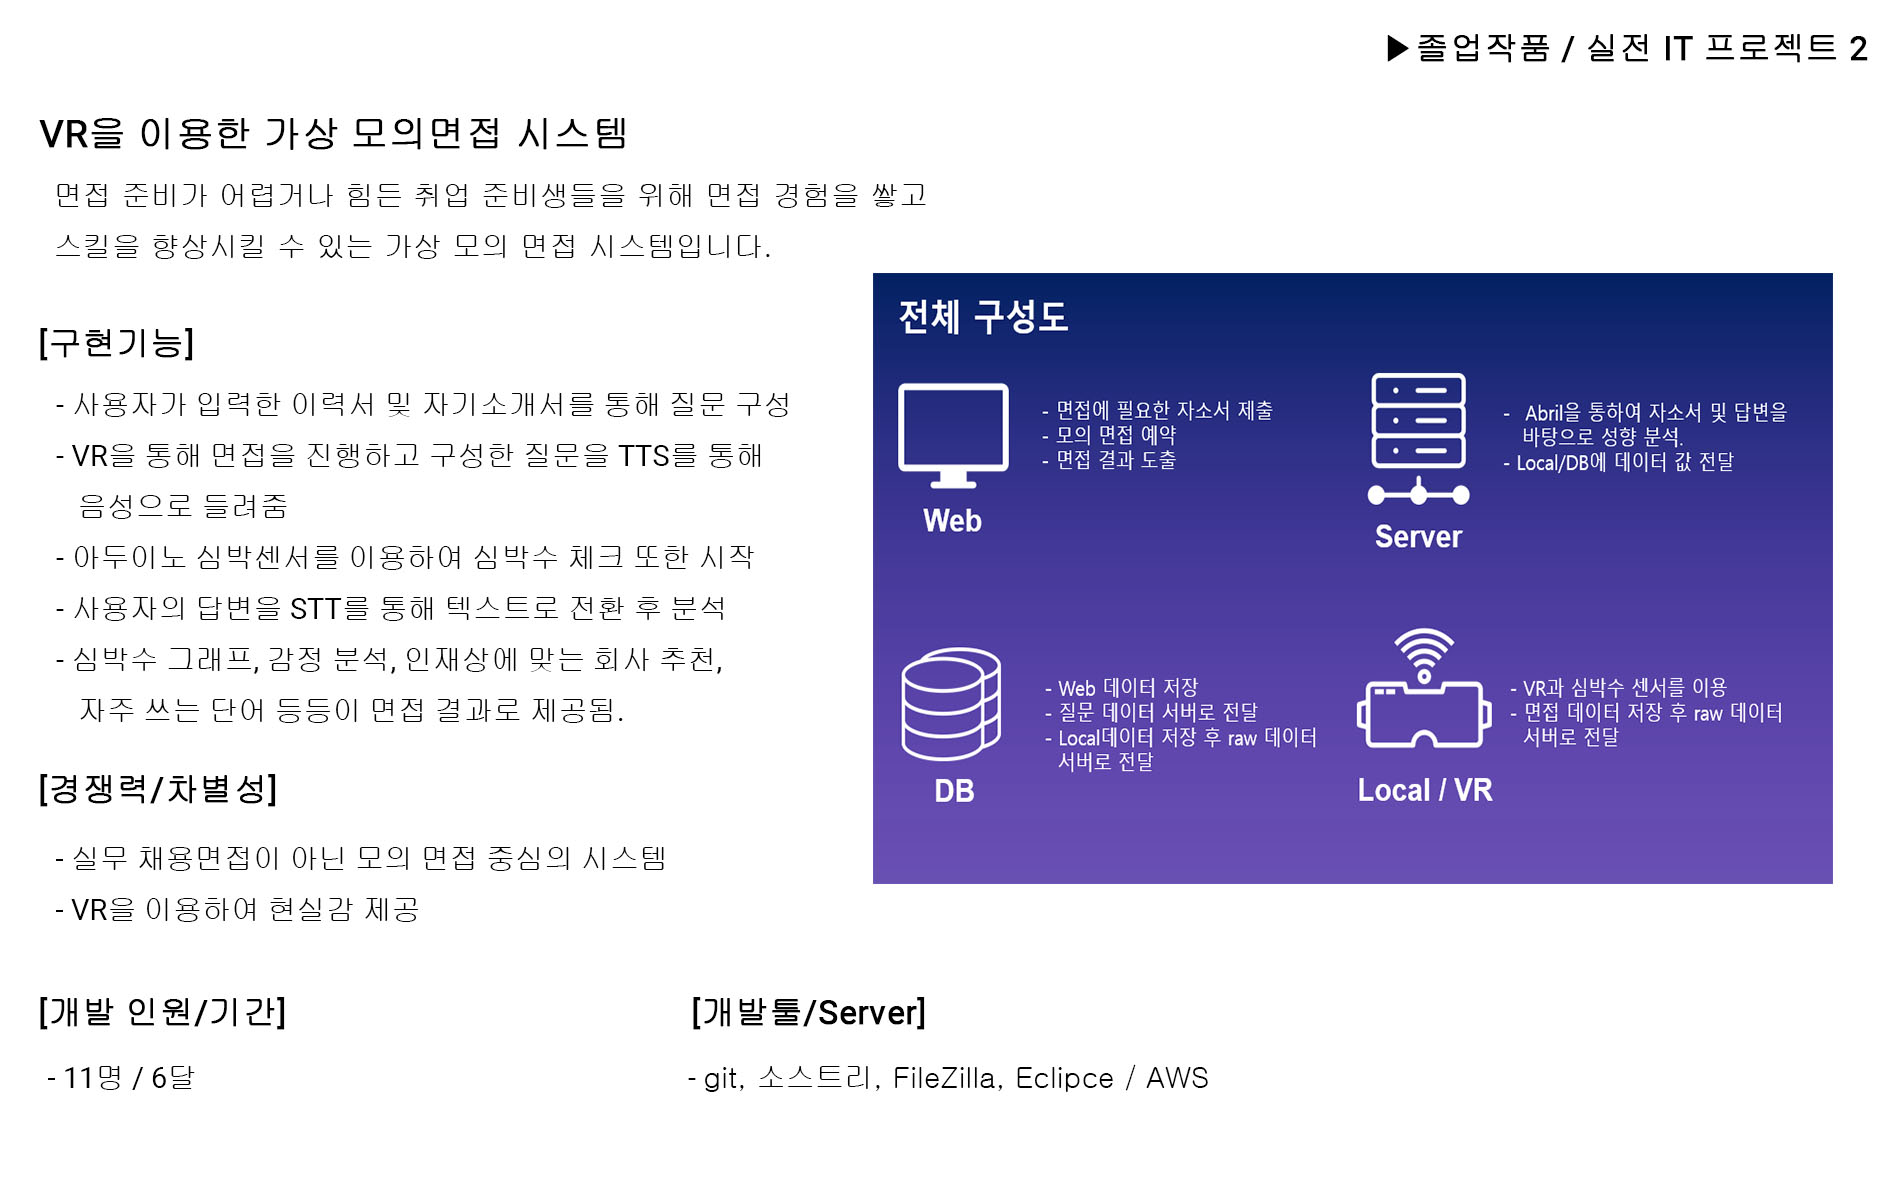 ▶졸업작품 / 실전 IT 프로젝트 2
VR을 이용한 가상 모의면접 시스템
면접 준비가 어렵거나 힘든 취업 준비생들을 위해 면접 경험을 쌓고
스킬을 향상시킬 수 있는 가상 모의 면접 시스템입니다.
[구현기능]
- 사용자가 입력한 이력서 및 자기소개서를 통해 질문 구성
- VR을 통해 면접을 진행하고 구성한 질문을 TTS를 통해
음성으로 들려줌
- 아두이노 심박센서를 이용하여 심박수 체크 또한 시작
- 사용자의 답변을 STT를 통해 텍스트로 전환 후 분석
- 심박수 그래프, 감정 분석, 인재상에 맞는 회사 추천,
자주 쓰는 단어 등등이 면접 결과로 제공됨.
[경쟁력/차별성]
- 실무 채용면접이 아닌 모의 면접 중심의 시스템
- VR을 이용하여 현실감 제공
전체 구성도
- 면접에 필요한 자소서 제출
- 모의 면접 예약
- 면접 결과 도출
Web
- Abril을 통하여 자소서 및 답변을
바탕으로 성향 분석.
- Local/DB에 데이터 값 전달
Server
- Web 데이터 저장
- 질문 데이터 서버로 전달
- Local데이터 저장 후 raw 데이터
서버로 전달
DB
- VR과 심박수 센서를 이용
- 면접 데이터 저장 후 raw 데이터
서버로 전달
Local / VR
[개발 인원/기간]
- 11명 / 6달
[개발툴/Server]
- git, 소스트리, FileZilla, Eclipce / AWS